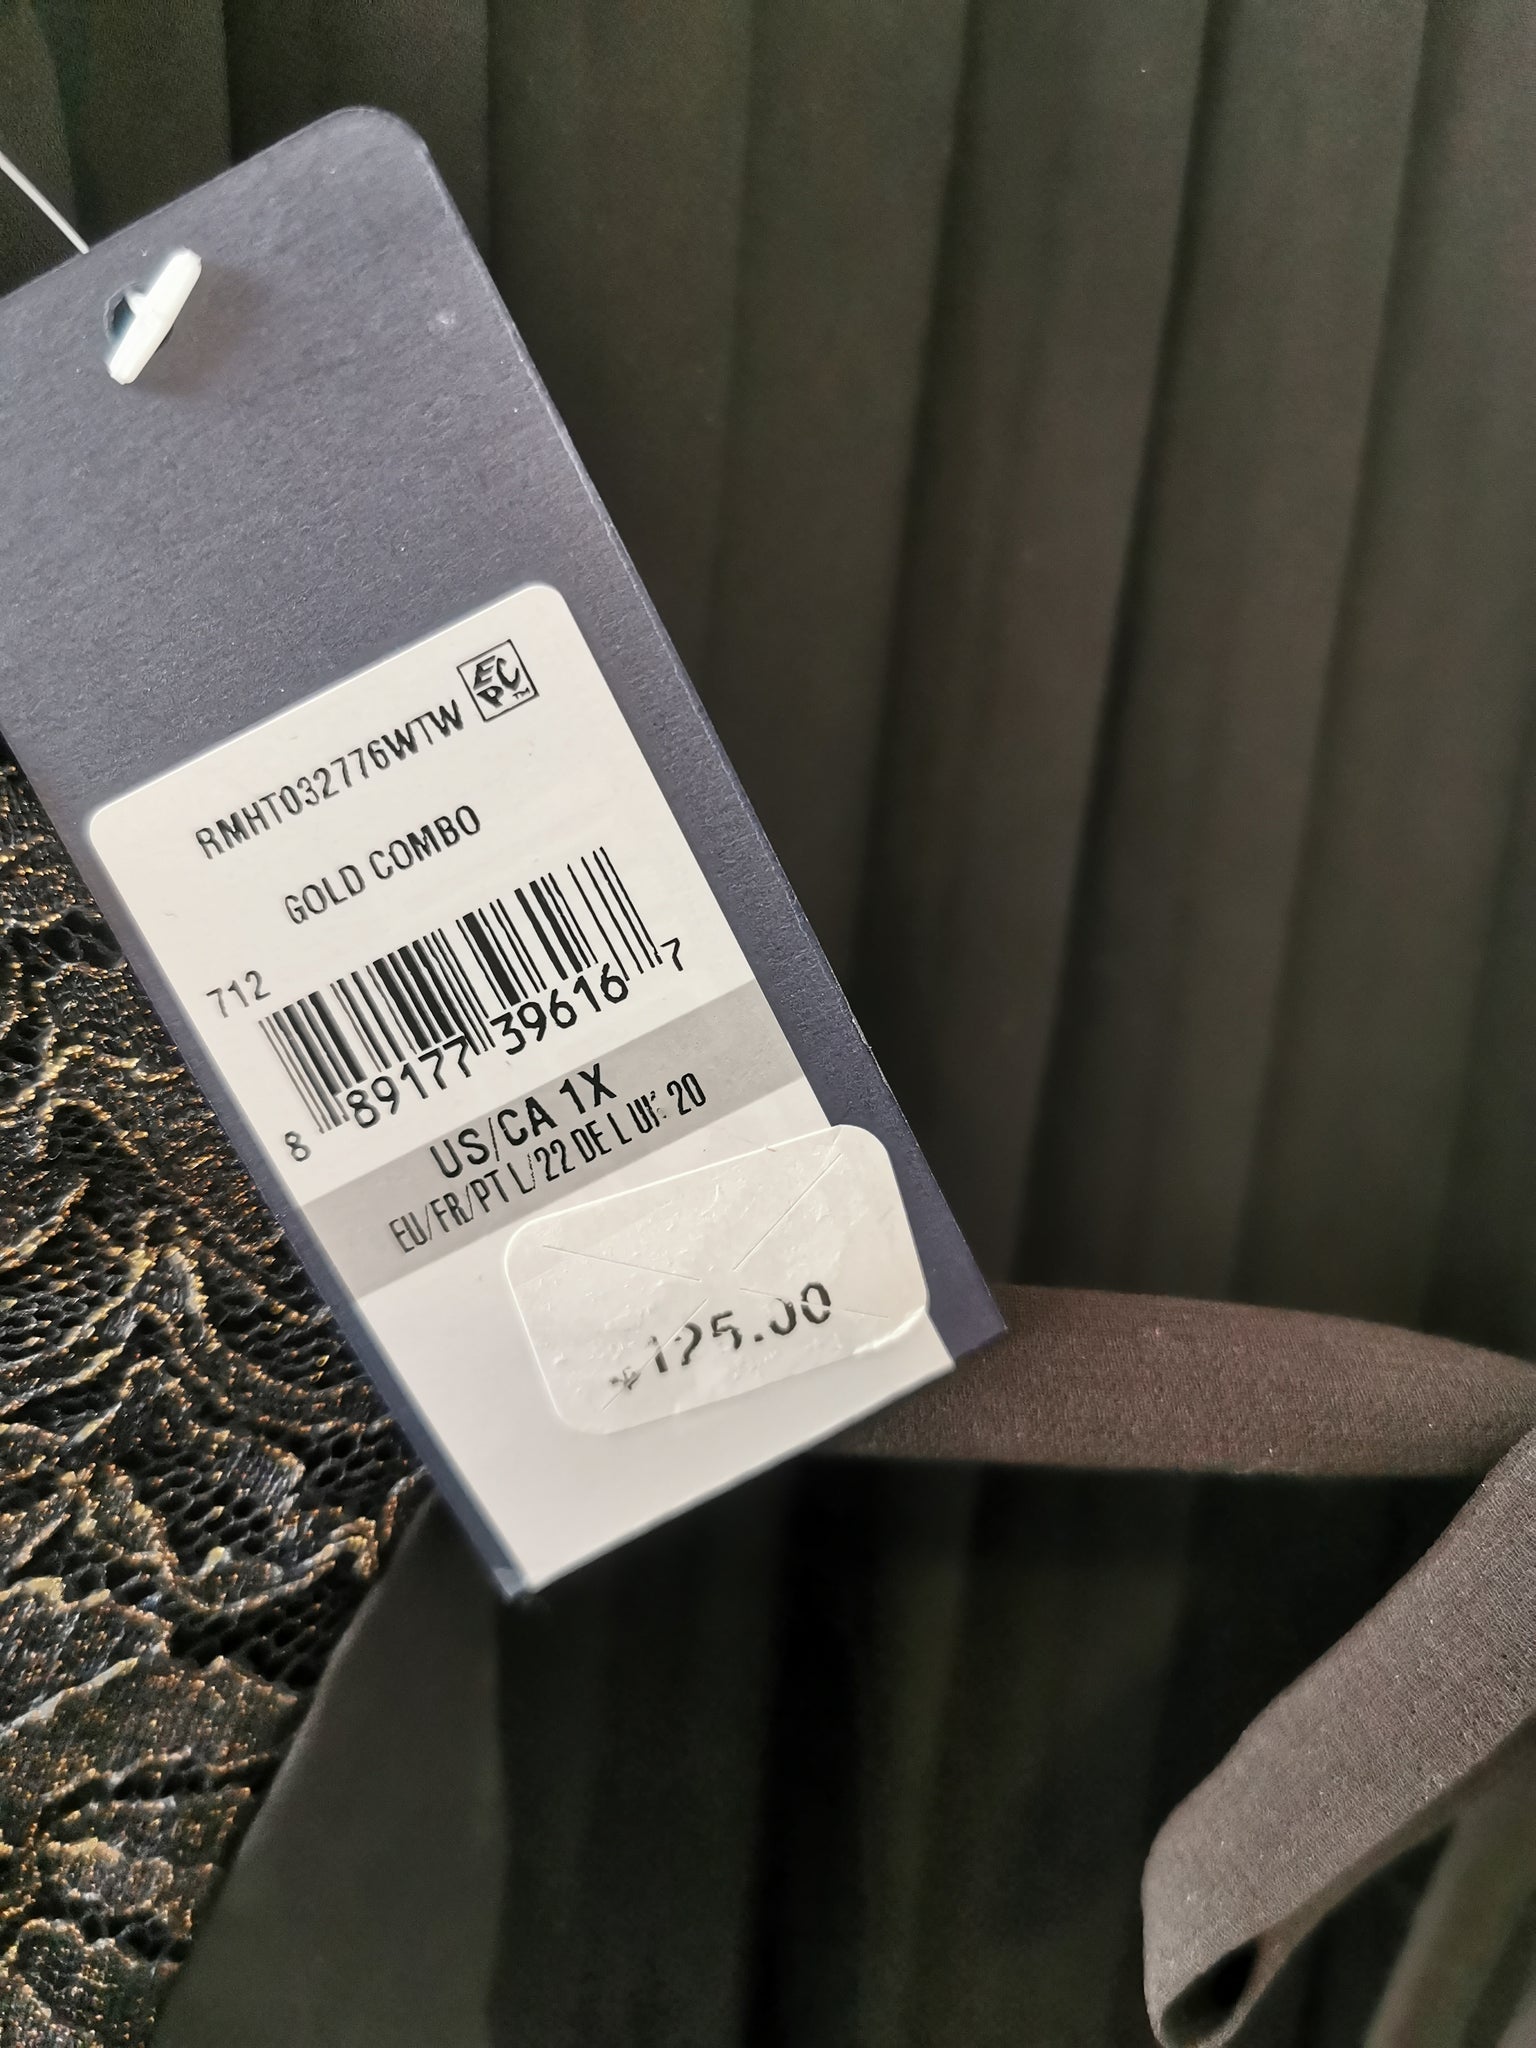 RMHT032776WTW EPC™
GOLD COMBO
712
8 89177 39616 7
US/CA 1X
EU/FR/PT L/22 DE L UK 20
125.00